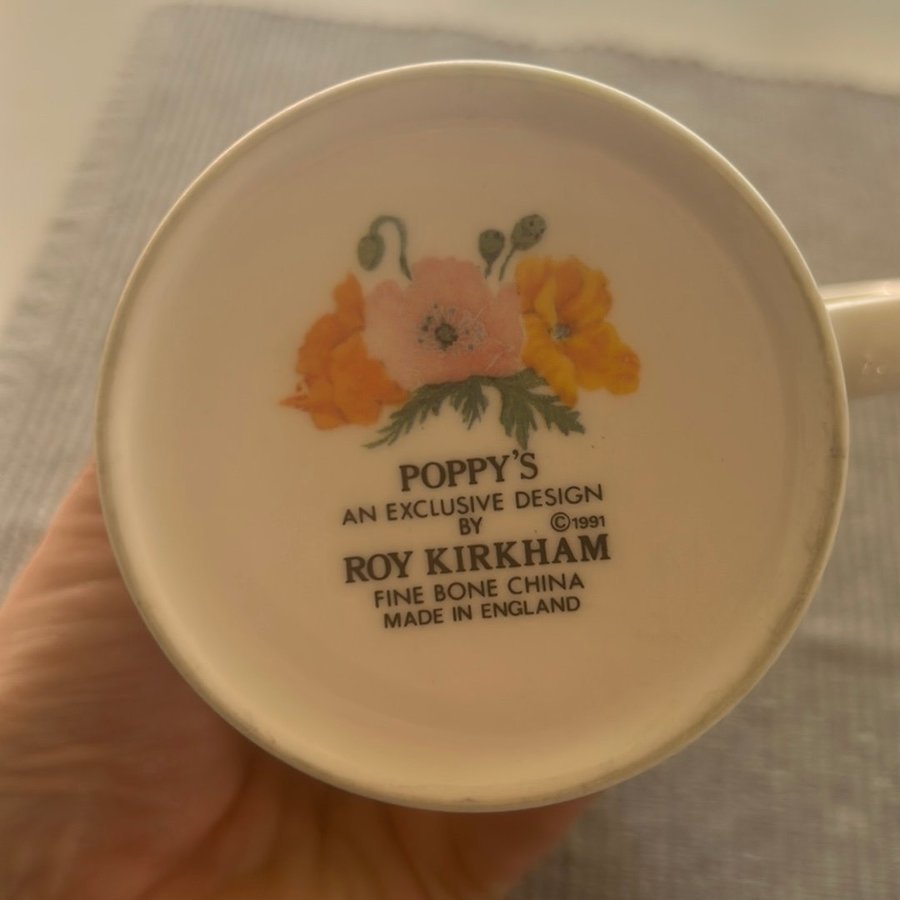 POPPY'S
AN EXCLUSIVE DESIGN
BY ©1991
ROY KIRKHAM
FINE BONE CHINA
MADE IN ENGLAND